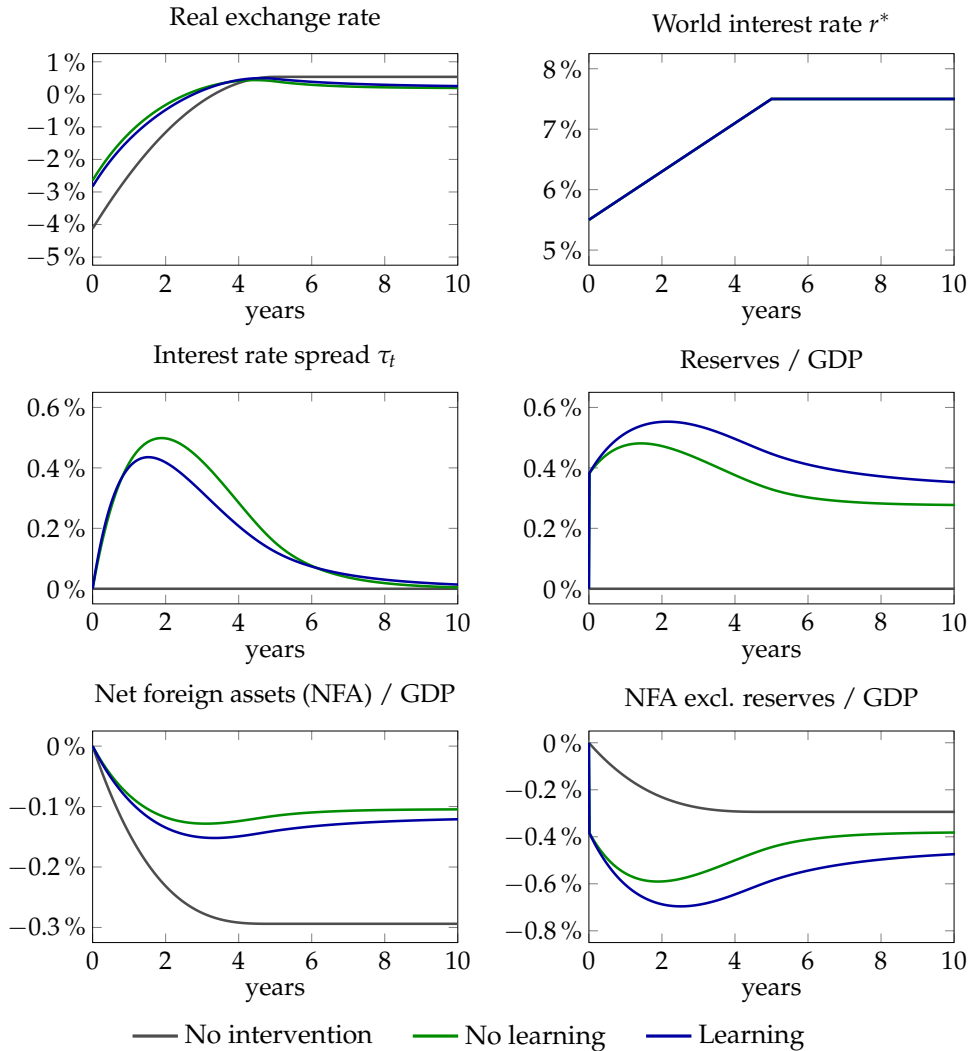 Real exchange rate
1 %
0 %
−1 %
−2 %
−3 %
−4 %
−5 %
0 2 4 6 8 10
years
World interest rate r*
8 %
7 %
6 %
5 %
0 2 4 6 8 10
years
Interest rate spread τt
0.6 %
0.4 %
0.2 %
0 %
0 2 4 6 8 10
years
Reserves / GDP
0.6 %
0.4 %
0.2 %
0 %
0 2 4 6 8 10
years
Net foreign assets (NFA) / GDP
0 %
−0.1 %
−0.2 %
−0.3 %
0 2 4 6 8 10
years
NFA excl. reserves / GDP
0 %
−0.2 %
−0.4 %
−0.6 %
−0.8 %
0 2 4 6 8 10
years
No intervention No learning Learning